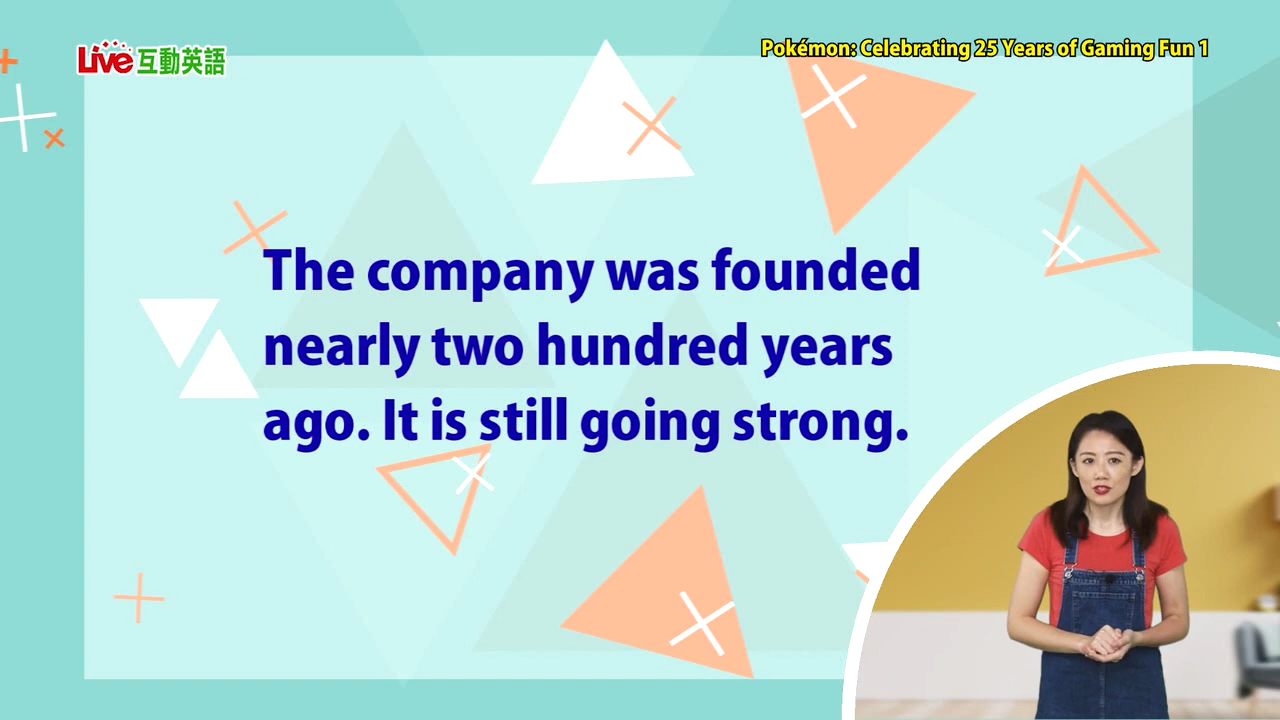 Live互動英語
Pokémon: Celebrating 25 Years of Gaming Fun 1
The company was founded
nearly two hundred years
ago. It is still going strong.